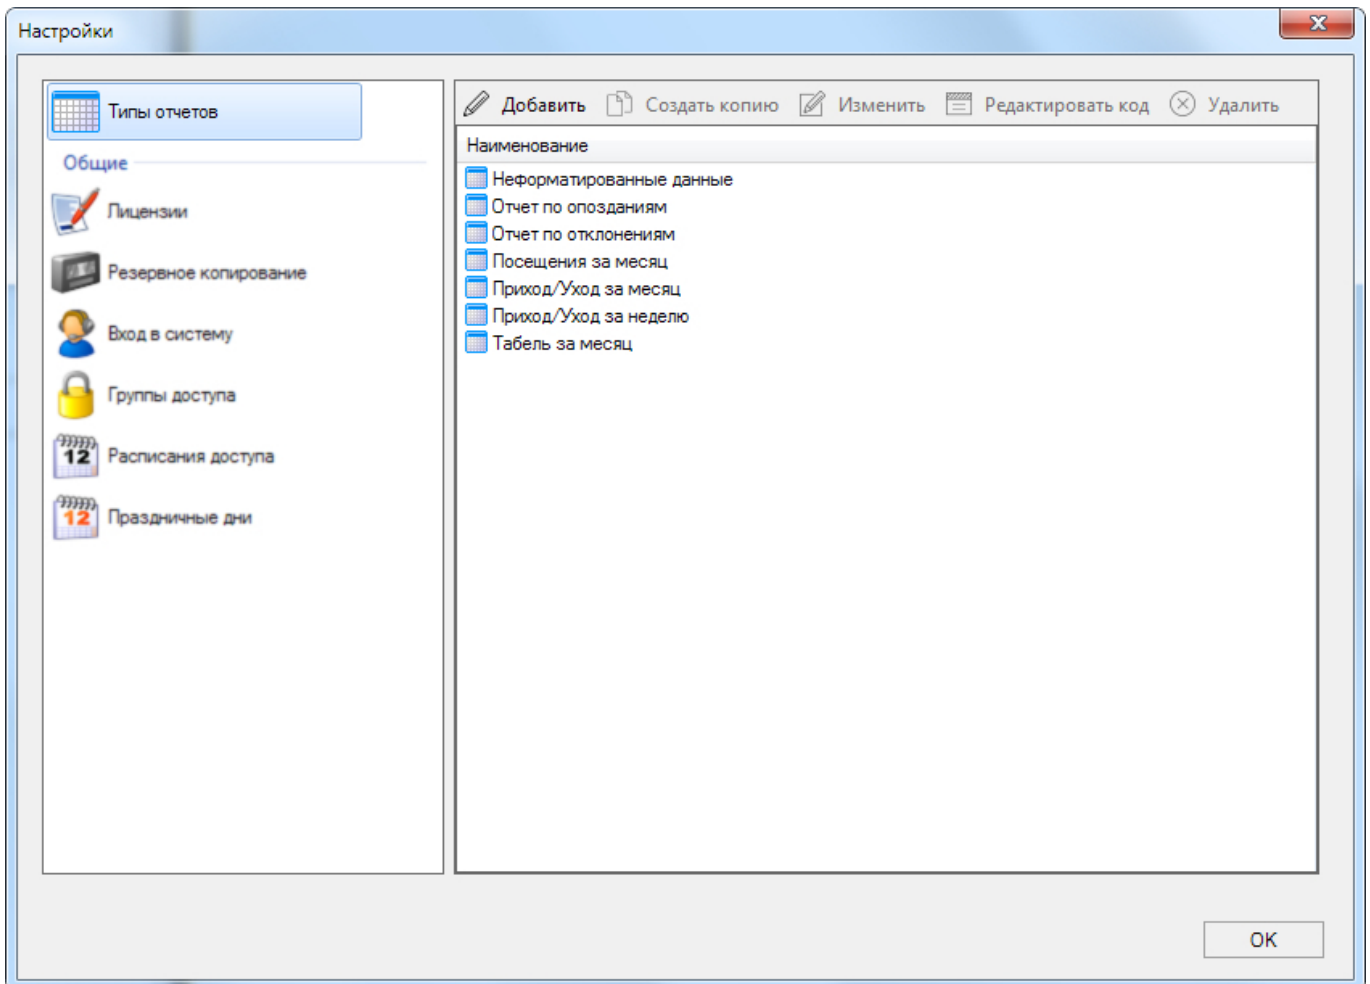 Настройки
Типы отчетов
Общие
Лицензии
Резервное копирование
Вход в систему
Группы доступа
12
Расписания доступа
12
Праздничные дни
Добавить Создать копию Изменить Редактировать код Удалить
Наименование
Неформатированные данные
Отчет по опозданиям
Отчет по отклонениям
Посещения за месяц
Приход/Уход за месяц
Приход/Уход за неделю
Табель за месяц
OK